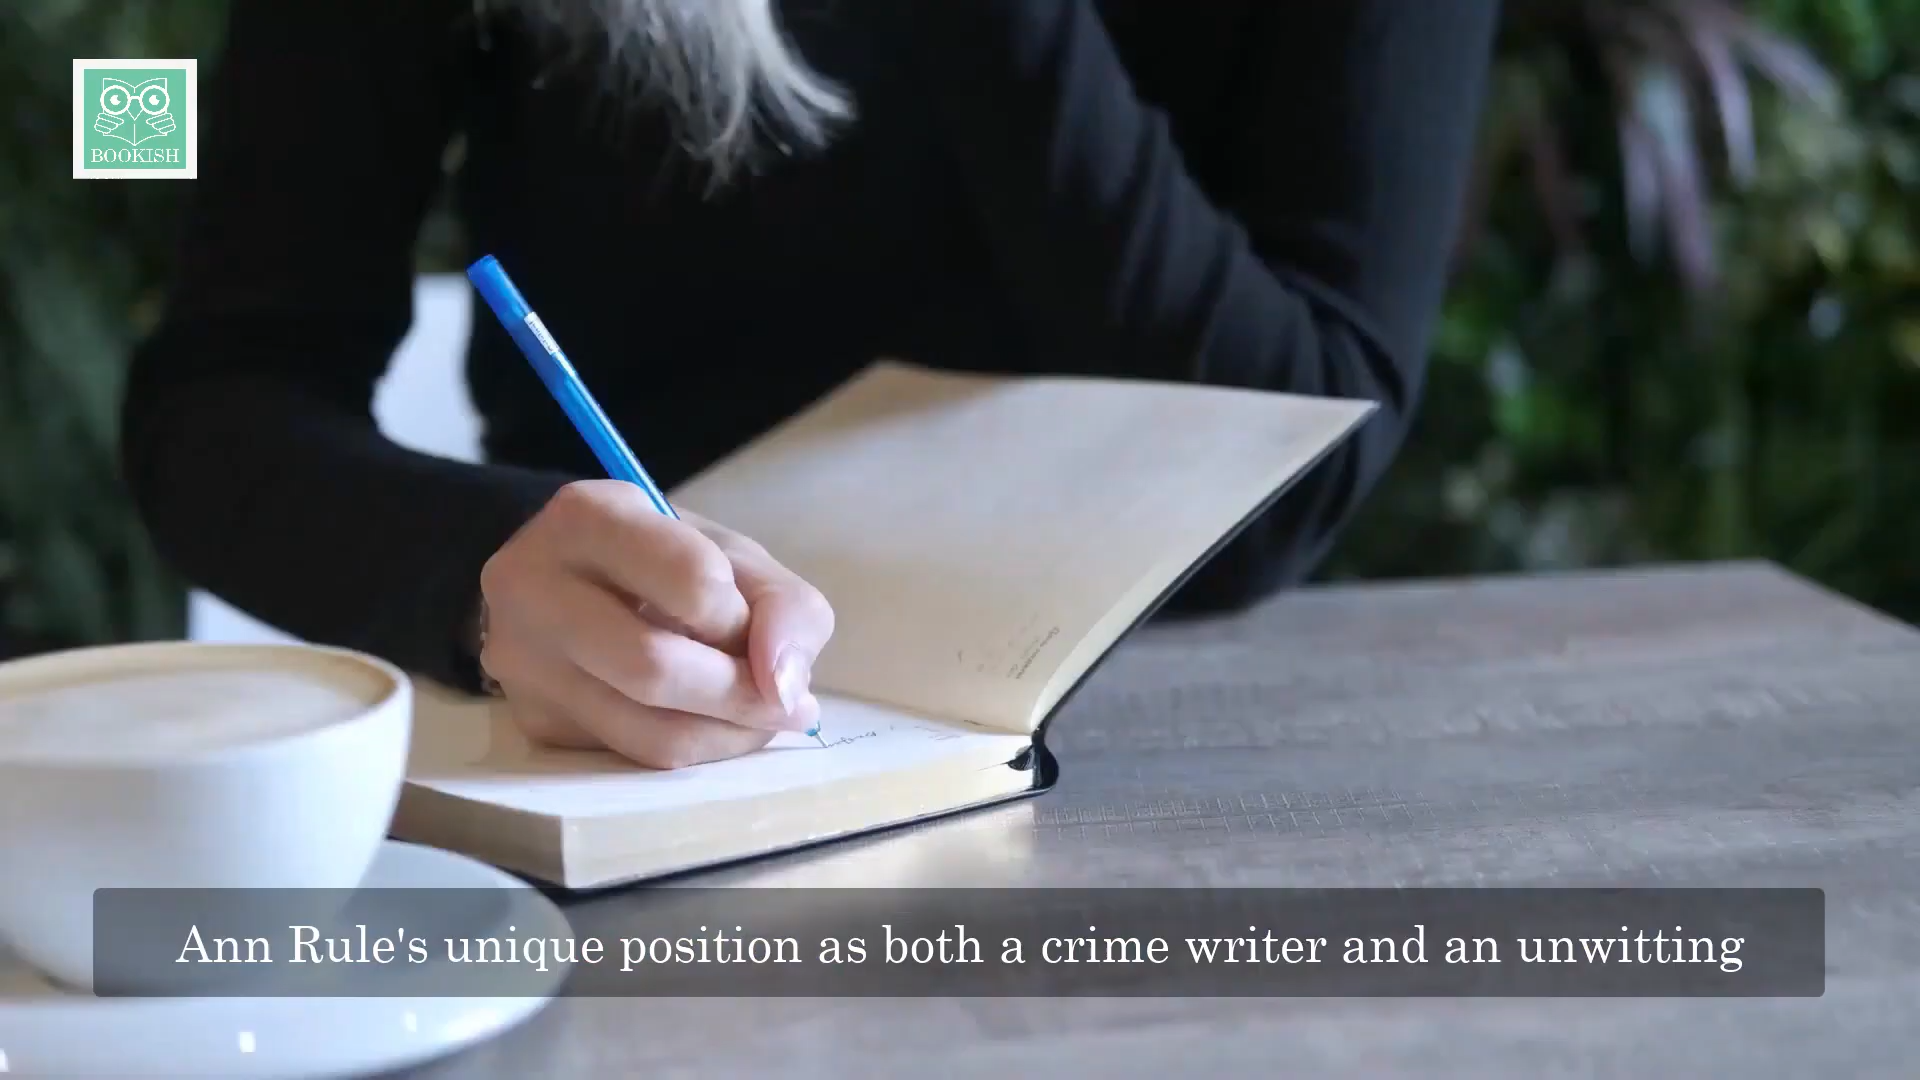 BOOKISH
Ann Rule's unique position as both a crime writer and an unwitting